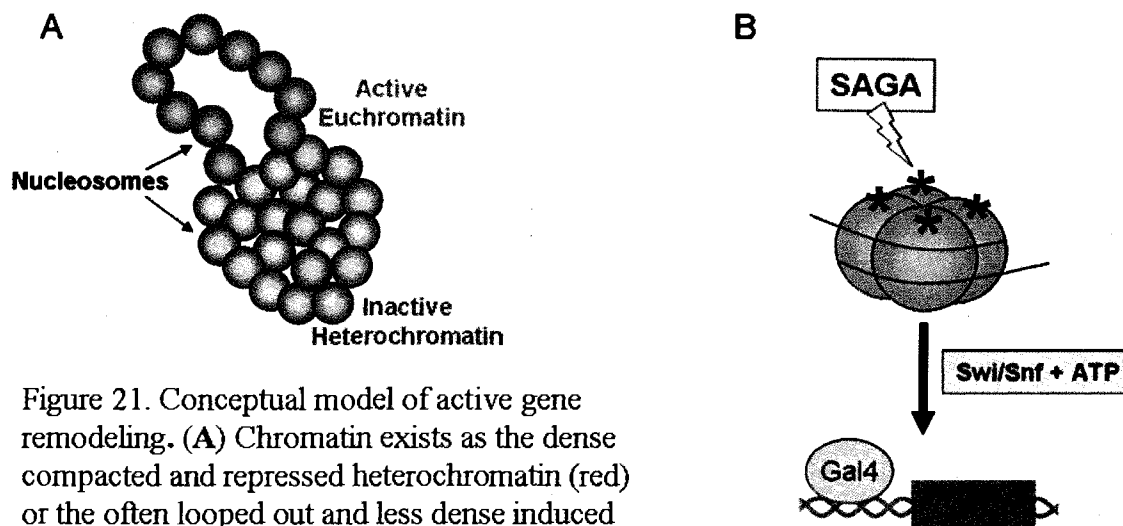 A
B
SAGA
Active
Euchromatin
Nucleosomes
*
*
*
*
Inactive
Heterochromatin
Swi/Snf + ATP
Gal4
Figure 21. Conceptual model of active gene
remodeling. (A) Chromatin exists as the dense
compacted and repressed heterochromatin (red)
or the often looped out and less dense induced